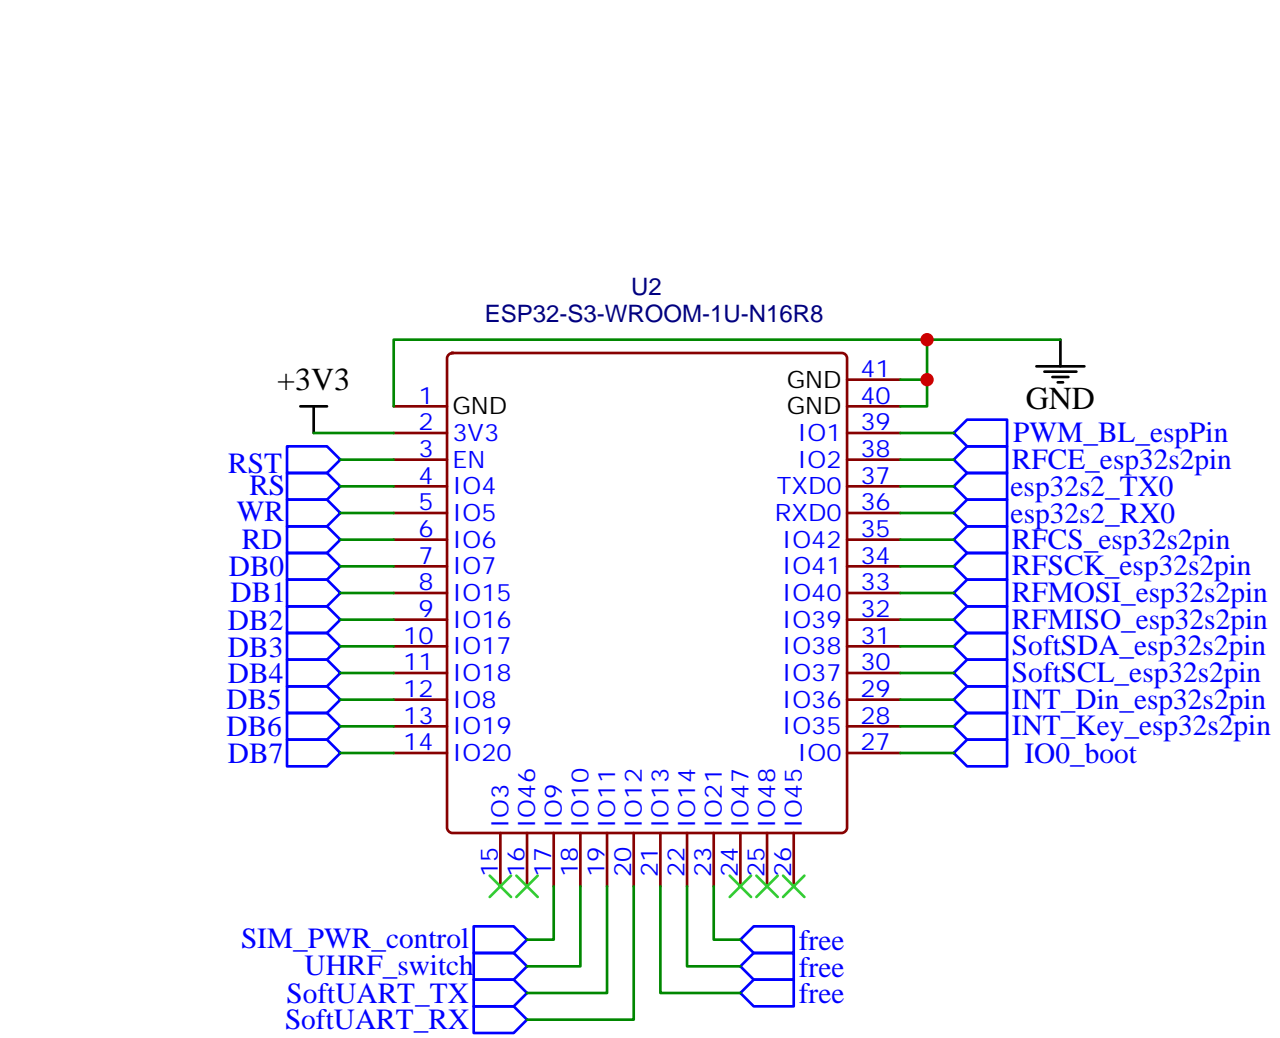 U2
ESP32-S3-WROOM-1U-N16R8
+3V3
GND
1 GND
2 3V3
RST 3 EN
RS 4 IO4
WR 5 IO5
RD 6 IO6
DB0 7 IO7
DB1 8 IO15
DB2 9 IO16
DB3 10 IO17
DB4 11 IO18
DB5 12 IO8
DB6 13 IO19
DB7 14 IO20
GND 41
GND 40
IO1 39 PWM_BL_espPin
IO2 38 RFCE_esp32s2pin
TXD0 37 esp32s2_TX0
RXD0 36 esp32s2_RX0
IO42 35 RFCS_esp32s2pin
IO41 34 RFSCK_esp32s2pin
IO40 33 RFMOSI_esp32s2pin
IO39 32 RFMISO_esp32s2pin
IO38 31 SoftSDA_esp32s2pin
IO37 30 SoftSCL_esp32s2pin
IO36 29 INT_Din_esp32s2pin
IO35 28 INT_Key_esp32s2pin
IO0 27 IO0_boot
IO3 15
IO46 16
IO9 17
IO10 18
IO11 19
IO12 20
IO13 21
IO14 22
IO21 23
IO47 24
IO48 25
IO45 26
SIM_PWR_control
UHRF_switch
SoftUART_TX
SoftUART_RX
free
free
free